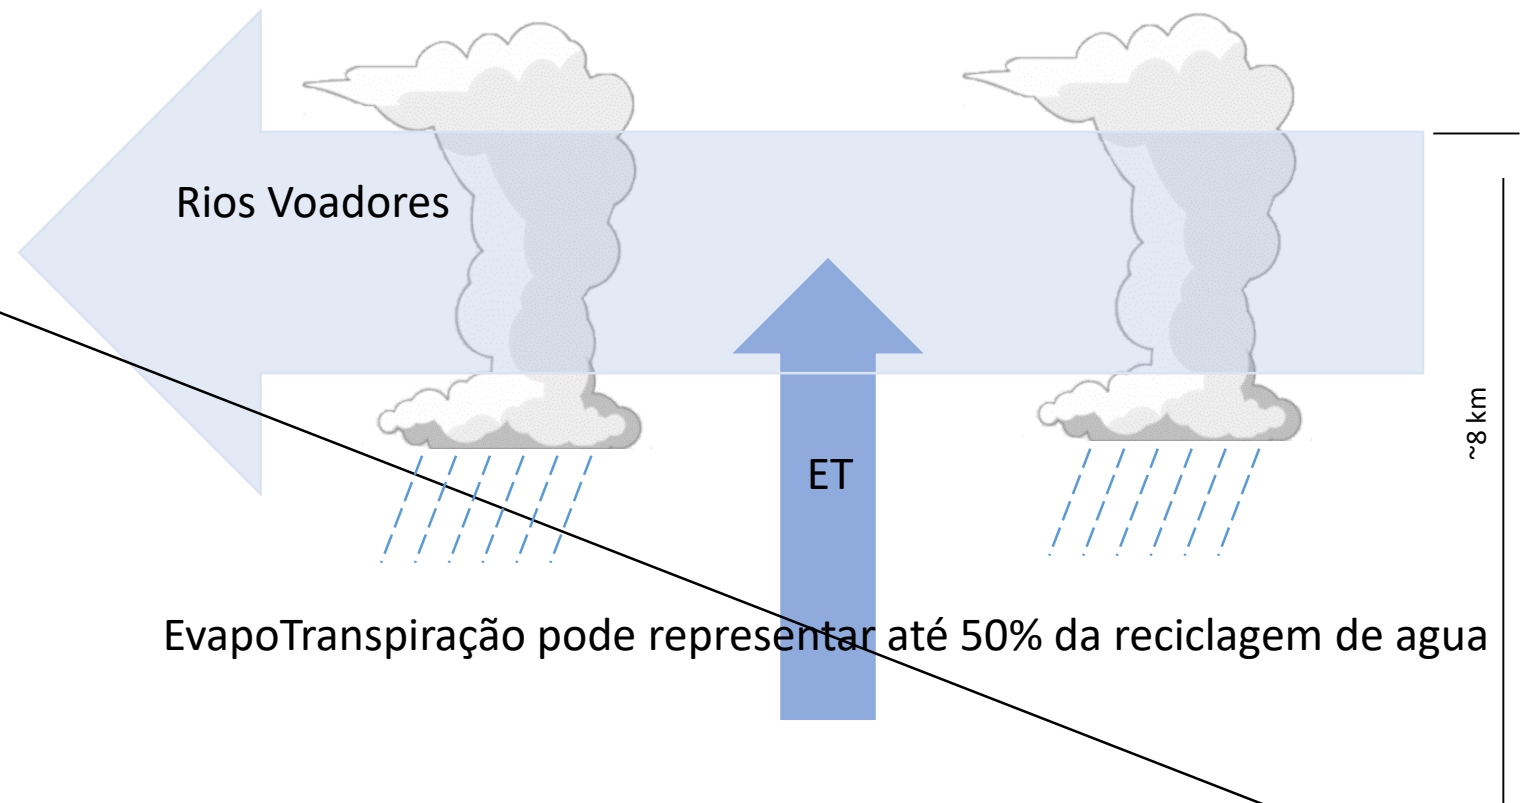 Rios Voadores
~8 km
ET
EvapoTranspiração pode representar até 50% da reciclagem de agua